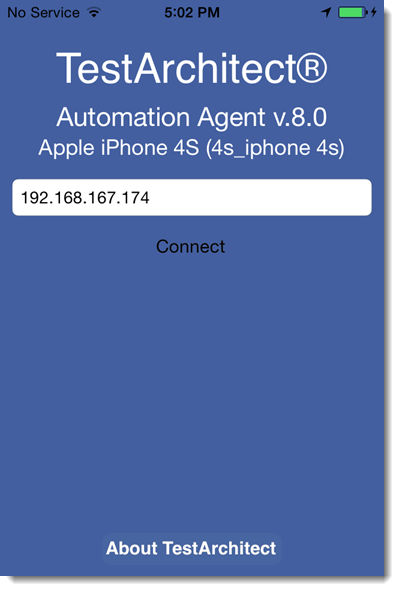 No Service 5:02 PM
TestArchitect®
Automation Agent v.8.0
Apple iPhone 4S (4s_iphone 4s)
192.168.167.174
Connect
About TestArchitect